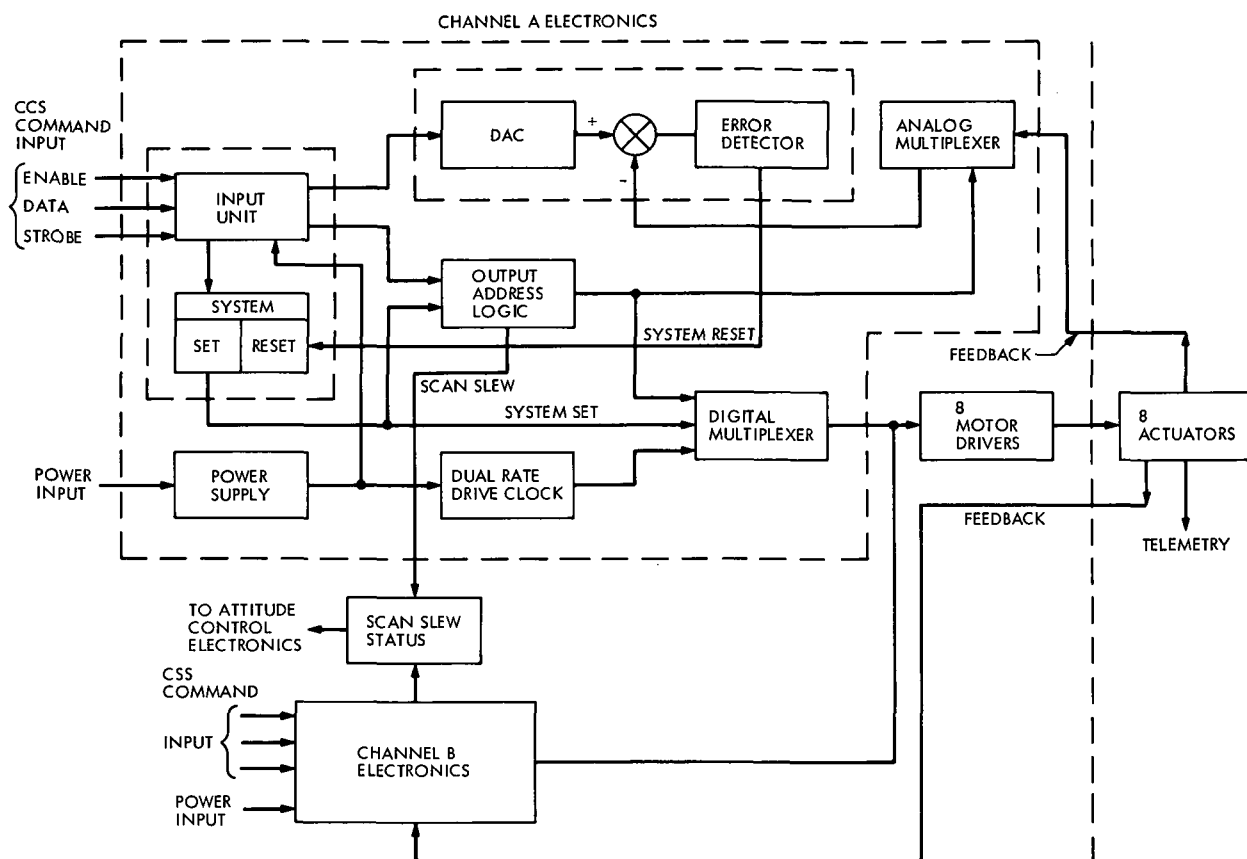 CHANNEL A ELECTRONICS
CCS
COMMAND
INPUT
ENABLE
DATA
STROBE
INPUT
UNIT
SYSTEM
SET
RESET
DAC
+
-
ERROR
DETECTOR
ANALOG
MULTIPLEXER
OUTPUT
ADDRESS
LOGIC
SYSTEM RESET
SCAN SLEW
SYSTEM SET
DIGITAL
MULTIPLEXER
FEEDBACK
8
MOTOR
DRIVERS
8
ACTUATORS
POWER
INPUT
POWER
SUPPLY
DUAL RATE
DRIVE CLOCK
FEEDBACK
TELEMETRY
TO ATTITUDE
CONTROL
ELECTRONICS
SCAN SLEW
STATUS
CSS
COMMAND
INPUT
POWER
INPUT
CHANNEL B
ELECTRONICS